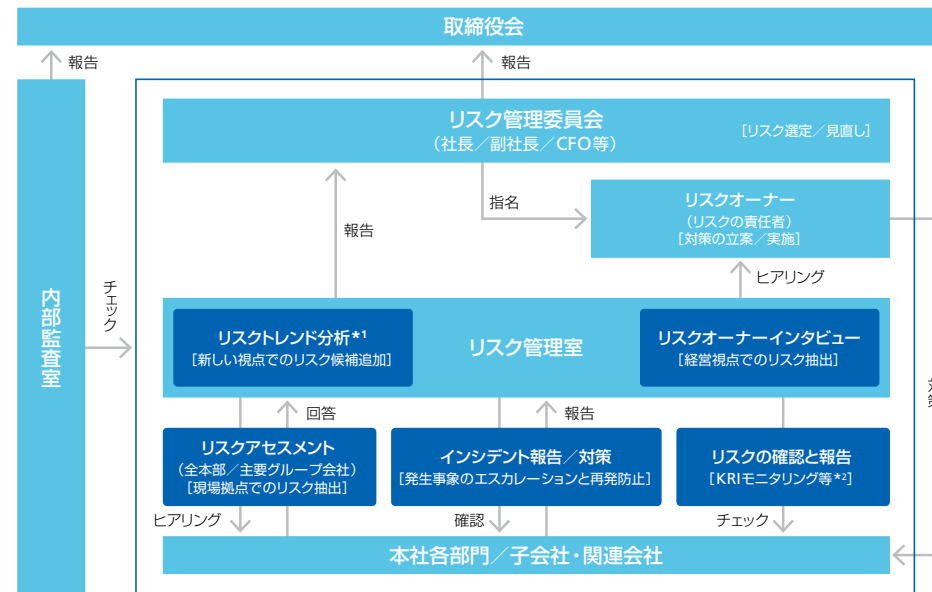 取締役会
報告
報告
リスク管理委員会
(社長／副社長／CFO等)
[リスク選定／見直し]
指名
リスクオーナー
(リスクの責任者)
[対策の立案／実施]
報告
ヒアリング
内部監査室
チェック
リスクトレンド分析*1
[新しい視点でのリスク候補追加]
リスク管理室
リスクオーナーインタビュー
[経営視点でのリスク抽出]
回答
報告
リスクアセスメント
(全本部／主要グループ会社)
[現場拠点でのリスク抽出]
インシデント報告／対策
[発生事象のエスカレーションと再発防止]
リスクの確認と報告
[KRIモニタリング等*2]
ヒアリング
確認
チェック
本社各部門／子会社・関連会社